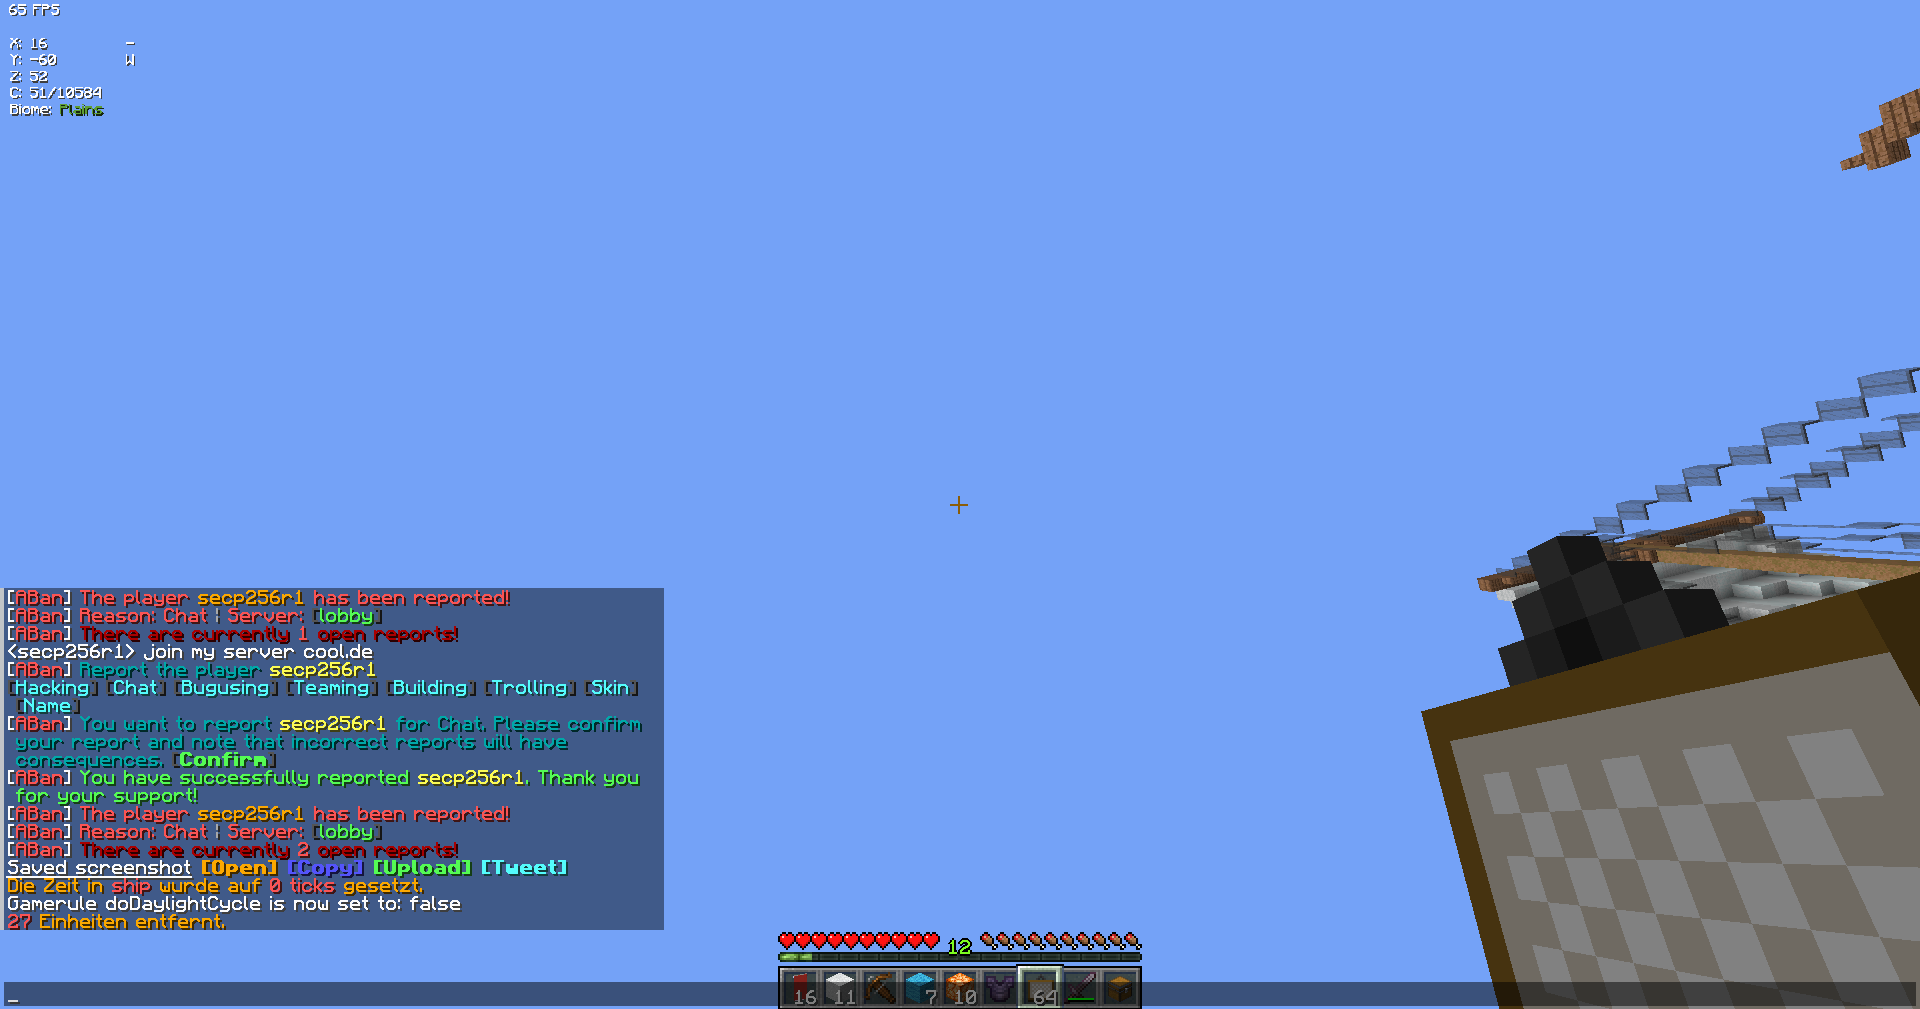 65 FPS
X: 16 -
Y: -60 W
Z: 52
C: 51/10584
Biome: Plains
[ABan] The player secp256r1 has been reported!
[ABan] Reason: Chat | Server: [lobby]
[ABan] There are currently 1 open reports!
<secp256r1> join my server cool.de
[ABan] Report the player secp256r1
[Hacking] [Chat] [Bugusing] [Teaming] [Building] [Trolling] [Skin]
[Name]
[ABan] You want to report secp256r1 for Chat. Please confirm
your report and note that incorrect reports will have
consequences. [Confirm]
[ABan] You have successfully reported secp256r1. Thank you
for your support!
[ABan] The player secp256r1 has been reported!
[ABan] Reason: Chat | Server: [lobby]
[ABan] There are currently 2 open reports!
Saved screenshot [Open] [Copy] [Upload] [Tweet]
Die Zeit in ship wurde auf 0 ticks gesetzt.
Gamerule doDaylightCycle is now set to: false
27 Einheiten entfernt.
12
16 11 7 10 64
_